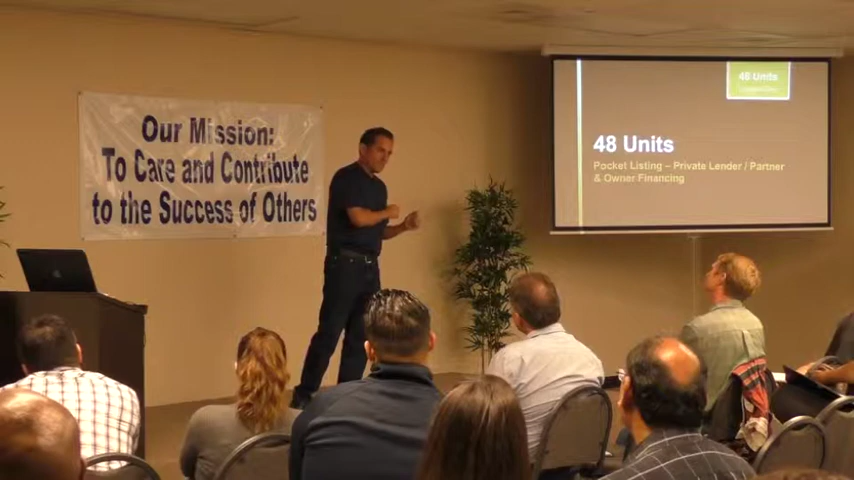 Our Mission:
To Care and Contribute
to the Success of Others
48 Units
48 Units
Pocket Listing – Private Lender / Partner
& Owner Financing